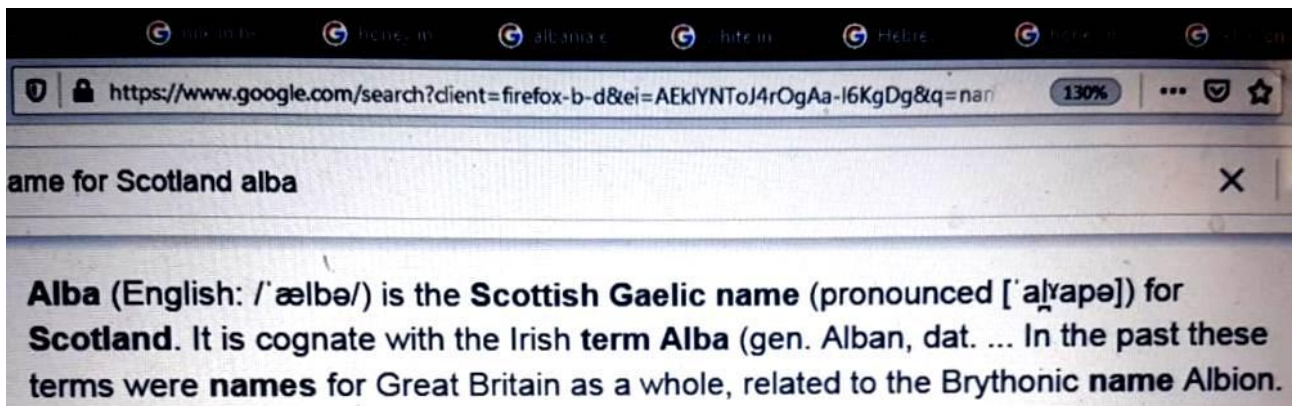 albania
Hebre
https://www.google.com/search?client=firefox-b-d&ei=AEklYNToJ4rOgAa-I6KgDg&q=nan
130%
ame for Scotland alba
Alba (English: /ˈælbə/) is the Scottish Gaelic name (pronounced [ˈal̪ˠapə]) for
Scotland. It is cognate with the Irish term Alba (gen. Alban, dat. ... In the past these
terms were names for Great Britain as a whole, related to the Brythonic name Albion.